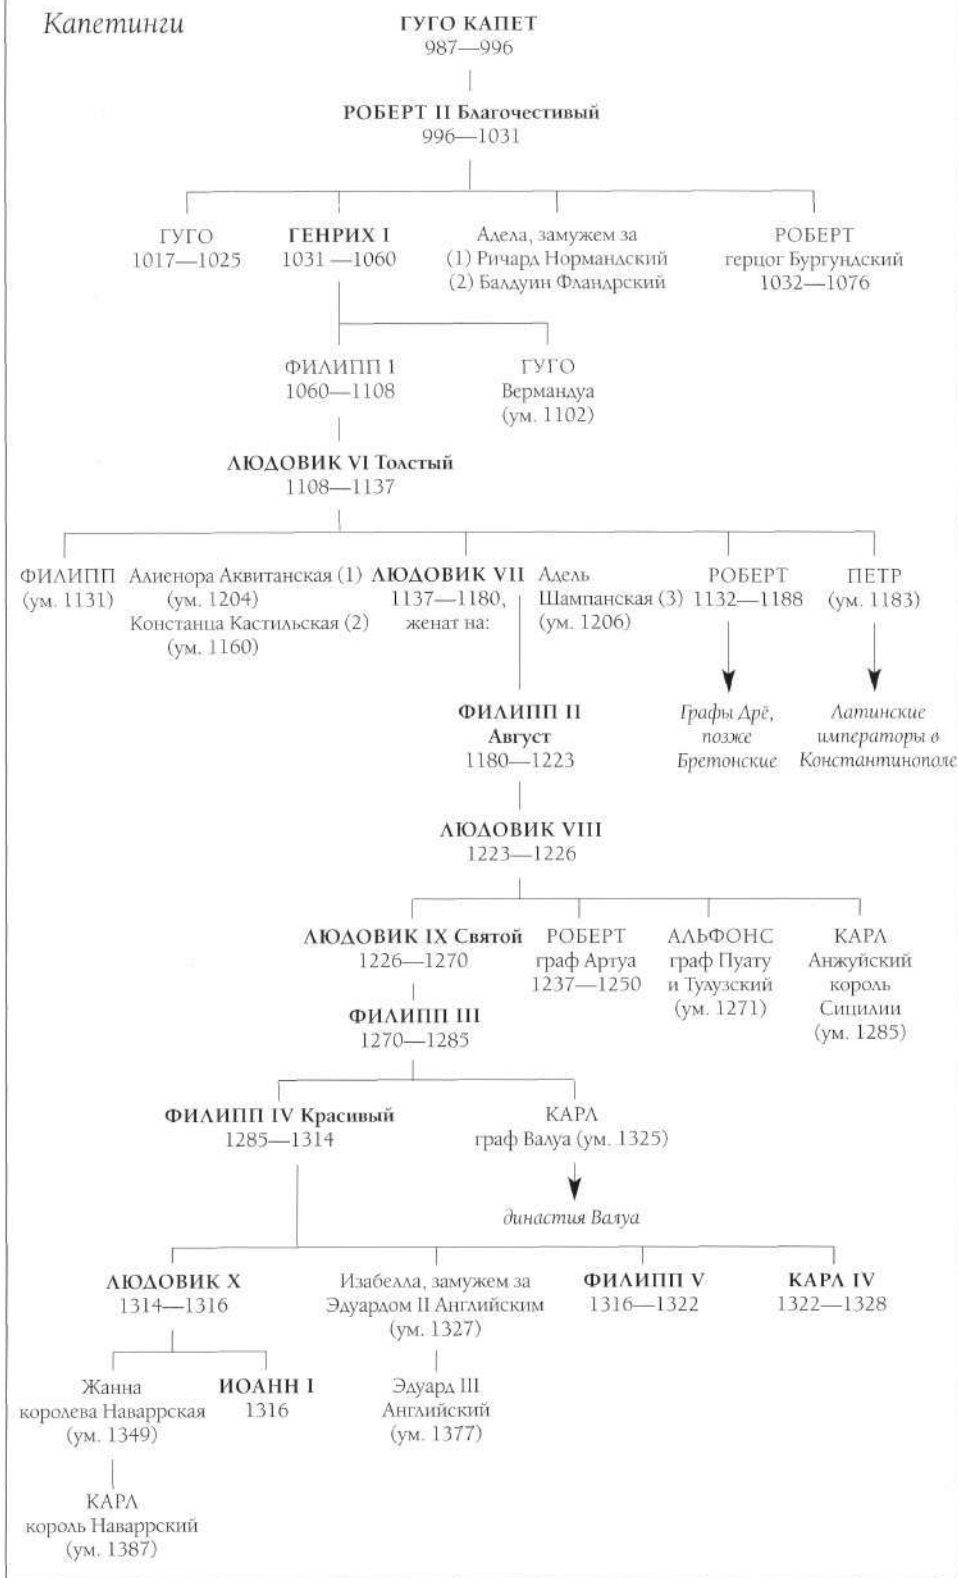 Капетинги
ГУГО КАПЕТ
987—996
РОБЕРТ II Благочестивый
996—1031
ГУГО
1017—1025
ГЕНРИХ I
1031 —1060
Адела, замужем за
(1) Ричард Нормандский
(2) Балдуин Фландрский
РОБЕРТ
герцог Бургундский
1032—1076
ФИЛИПП I
1060—1108
ГУГО
Вермандуа
(ум. 1102)
ЛЮДОВИК VI Толстый
1108—1137
ФИЛИПП
(ум. 1131)
Алиенора Аквитанская (1)
(ум. 1204)
Констанца Кастильская (2)
(ум. 1160)
ЛЮДОВИК VII
1137—1180,
женат на:
Адель
Шампанская (3)
(ум. 1206)
РОБЕРТ
1132—1188
ПЕТР
(ум. 1183)
ФИЛИПП II
Август
1180—1223
Графы Дрё,
позже
Бретонские
Латинские
императоры в
Константинополе
ЛЮДОВИК VIII
1223—1226
ЛЮДОВИК IX Святой
1226—1270
РОБЕРТ
граф Артуа
1237—1250
АЛЬФОНС
граф Пуату
и Тулузский
(ум. 1271)
КАРЛ
Анжуйский
король
Сицилии
(ум. 1285)
ФИЛИПП III
1270—1285
ФИЛИПП IV Красивый
1285—1314
КАРЛ
граф Валуа (ум. 1325)
династия Валуа
ЛЮДОВИК X
1314—1316
Изабелла, замужем за
Эдуардом II Английским
(ум. 1327)
ФИЛИПП V
1316—1322
КАРЛ IV
1322—1328
Жанна
королева Наваррская
(ум. 1349)
ИОАНН I
1316
Эдуард III
Английский
(ум. 1377)
КАРЛ
король Наваррский
(ум. 1387)